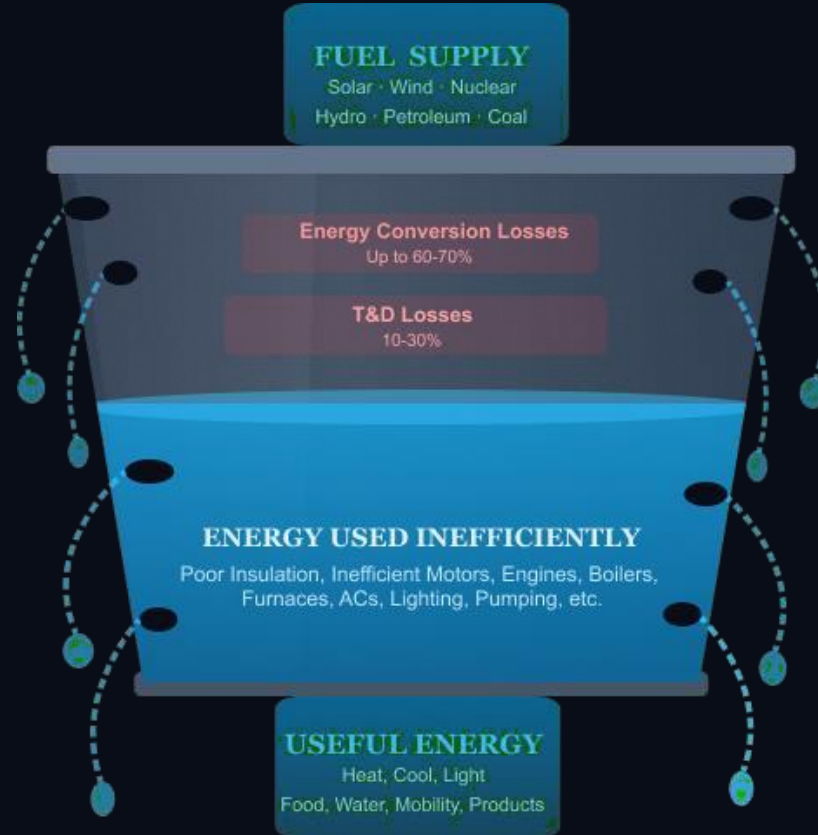 FUEL SUPPLY
Solar · Wind · Nuclear
Hydro · Petroleum · Coal
Energy Conversion Losses
Up to 60-70%
T&D Losses
10-30%
ENERGY USED INEFFICIENTLY
Poor Insulation, Inefficient Motors, Engines, Boilers,
Furnaces, ACs, Lighting, Pumping, etc.
USEFUL ENERGY
Heat, Cool, Light
Food, Water, Mobility, Products